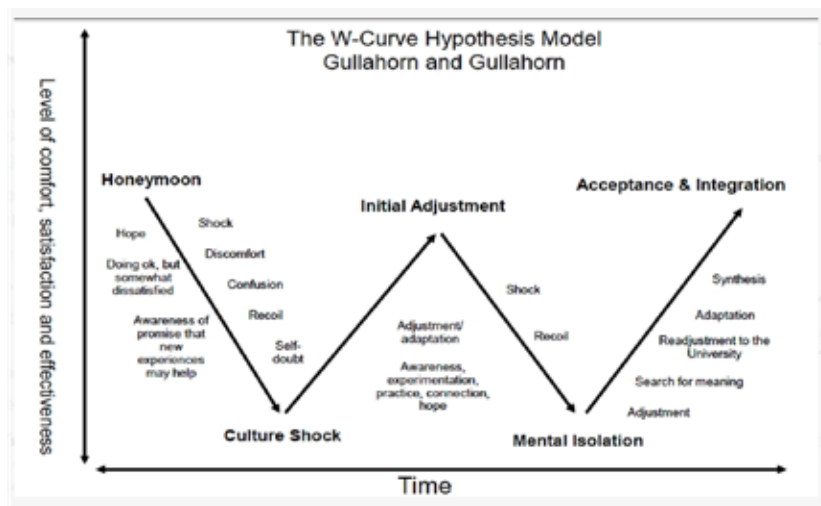 The W-Curve Hypothesis Model
Gullahorn and Gullahorn
Level of comfort, satisfaction and effectiveness
Honeymoon
Hope
Doing ok, but
somewhat
dissatisfied
Awareness of
promise that
new
experiences
may help
Shock
Discomfort
Confusion
Recoil
Self-
doubt
Culture Shock
Initial Adjustment
Adjustment/
adaptation
Awareness,
experimentation,
practice, connection,
hope
Shock
Recoil
Mental Isolation
Acceptance & Integration
Synthesis
Adaptation
Readjustment to the
University
Search for meaning
Adjustment
Time